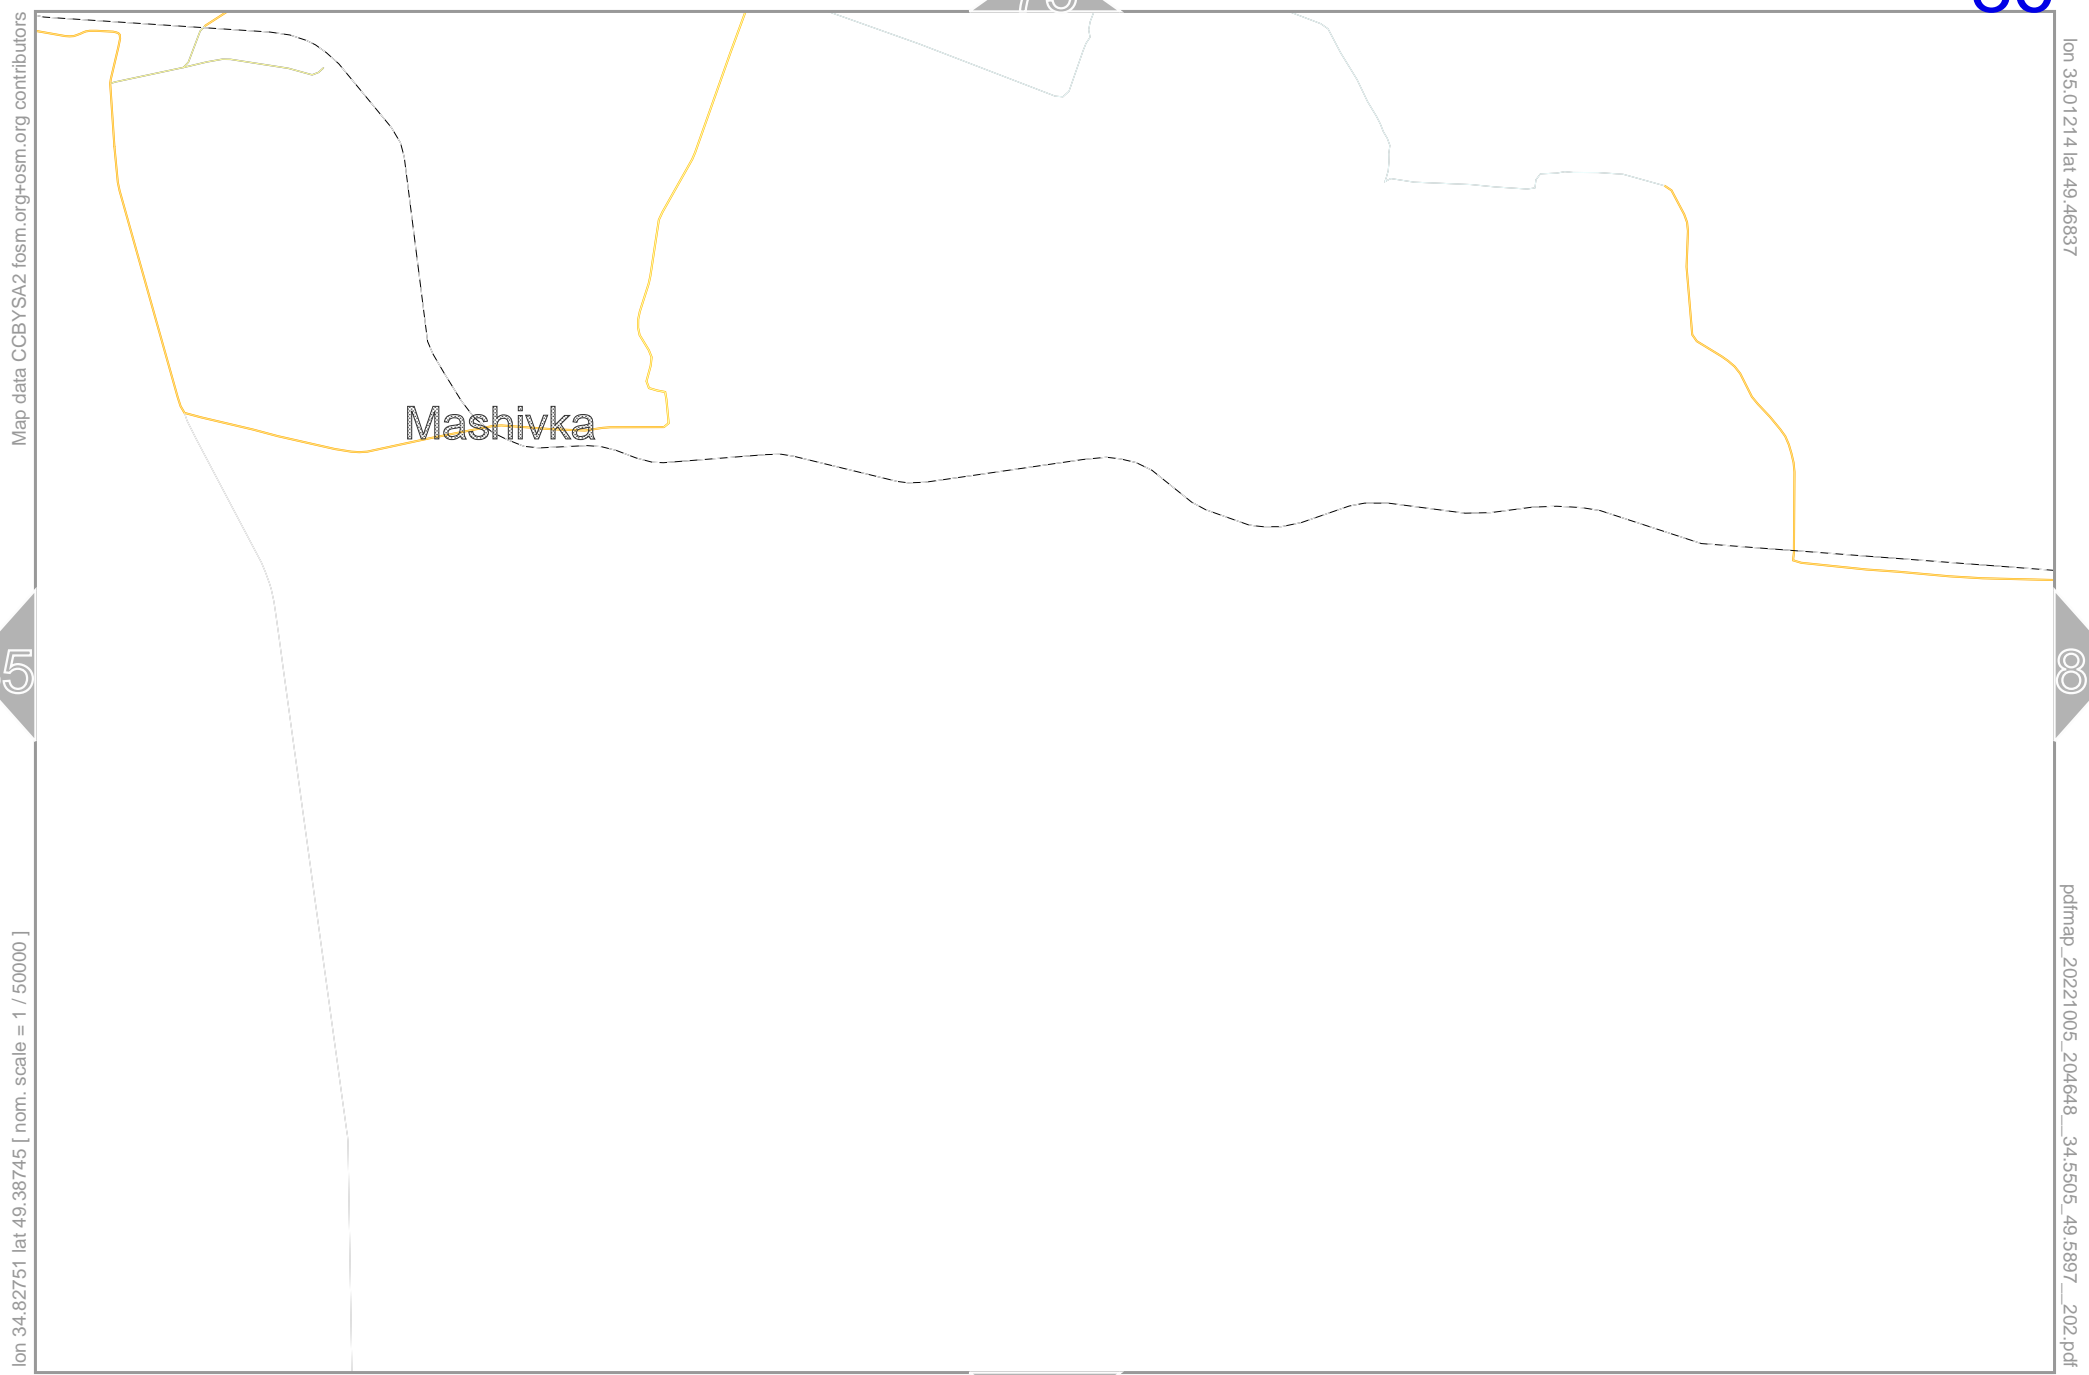 Map data CCBYSA2 fosm.org+osm.org contributors
lon 34.82751 lat 49.38745 [ nom. scale = 1 / 50000 ]
Mashivka
5
8
lon 35.01214 lat 49.46837
pdfmap_20221005_204648__34.5505_49.5897__202.pdf